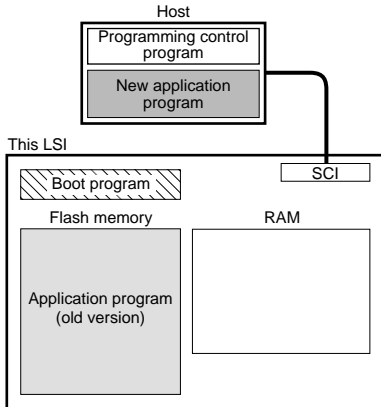 Host
Programming control
program
New application
program
This LSI
SCI
Boot program
Flash memory
RAM
Application program
(old version)